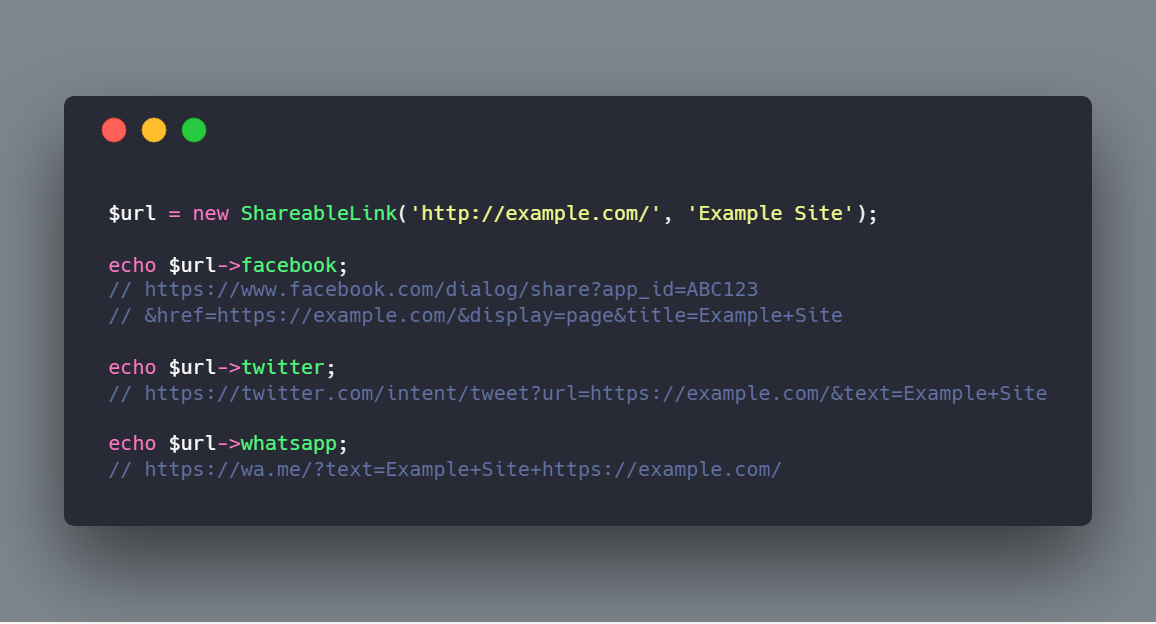 $url = new ShareableLink('http://example.com/', 'Example Site');
echo $url->facebook;
// https://www.facebook.com/dialog/share?app_id=ABC123
// &href=https://example.com/&display=page&title=Example+Site
echo $url->twitter;
// https://twitter.com/intent/tweet?url=https://example.com/&text=Example+Site
echo $url->whatsapp;
// https://wa.me/?text=Example+Site+https://example.com/